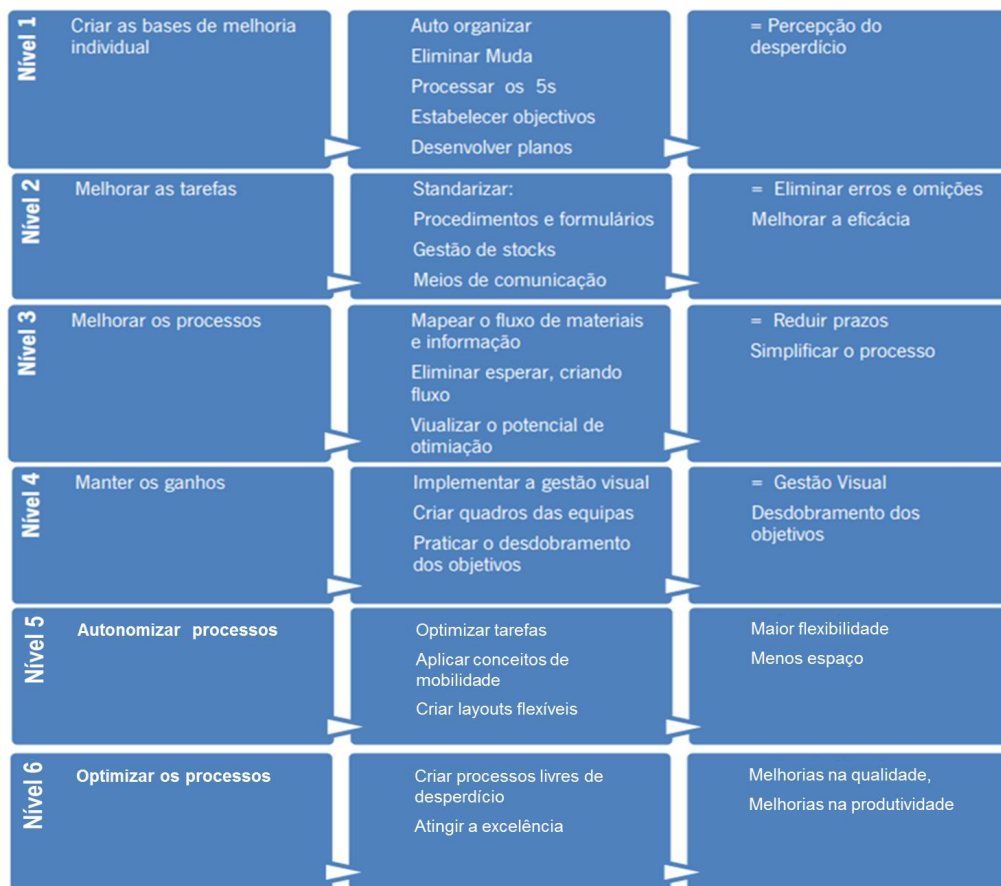 Nível 1
Criar as bases de melhoria
individual
Auto organizar
Eliminar Muda
Processar os 5s
Estabelecer objectivos
Desenvolver planos
= Percepção do
desperdício
Nível 2
Melhorar as tarefas
Standarizar:
Procedimentos e formulários
Gestão de stocks
Meios de comunicação
= Eliminar erros e omições
Melhorar a eficácia
Nível 3
Melhorar os processos
Mapear o fluxo de materiais
e informação
Eliminar esperar, criando
fluxo
Viualizar o potencial de
otimiação
= Reduzir prazos
Simplificar o processo
Nível 4
Manter os ganhos
Implementar a gestão visual
Criar quadros das equipas
Praticar o desdobramento
dos objetivos
= Gestão Visual
Desdobramento dos
objetivos
Nível 5
Autonomizar processos
Optimizar tarefas
Aplicar conceitos de
mobilidade
Criar layouts flexíveis
Maior flexibilidade
Menos espaço
Nível 6
Optimizar os processos
Criar processos livres de
desperdício
Atingir a excelência
Melhorias na qualidade,
Melhorias na produtividade